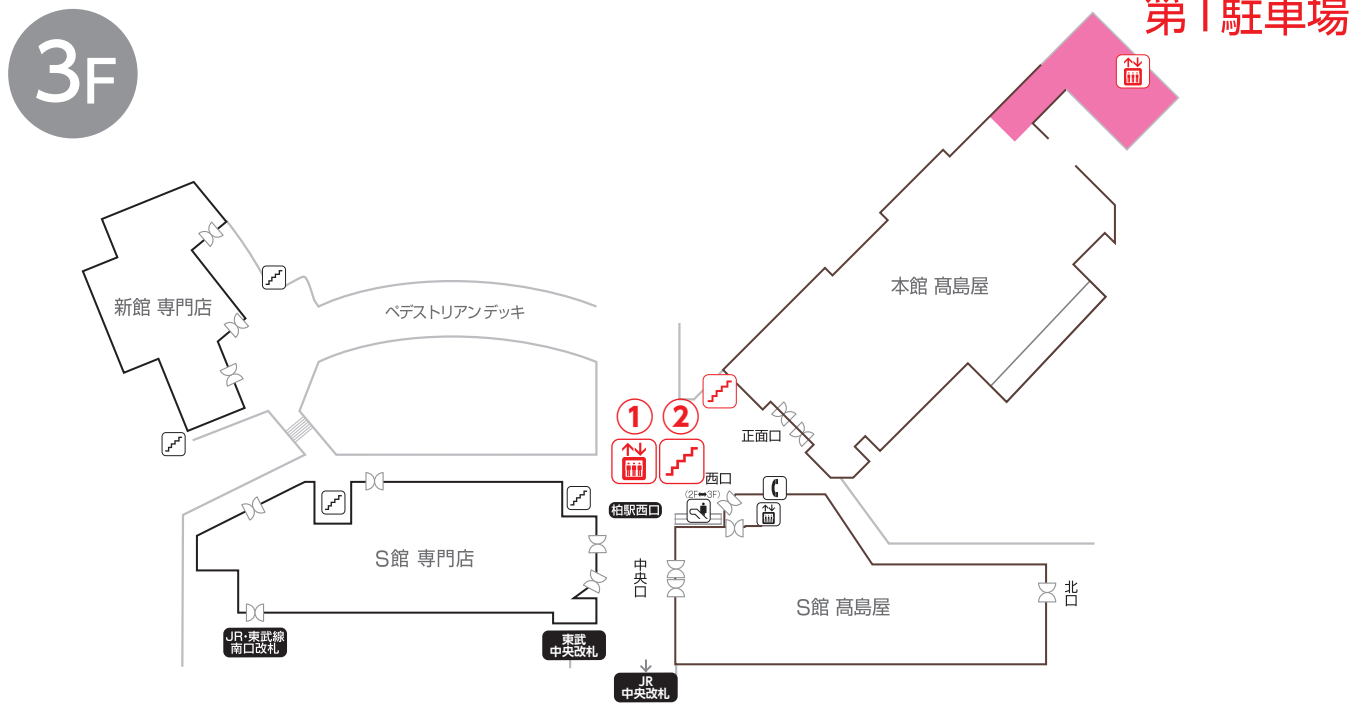 3F
第1駐車場
本館 髙島屋
新館 専門店
ペデストリアンデッキ
1
2
正面口
西口
(2F⇔3F)
柏駅西口
S館 専門店
中央口
S館 髙島屋
北口
JR・東武線
南口改札
東武
中央改札
JR
中央改札